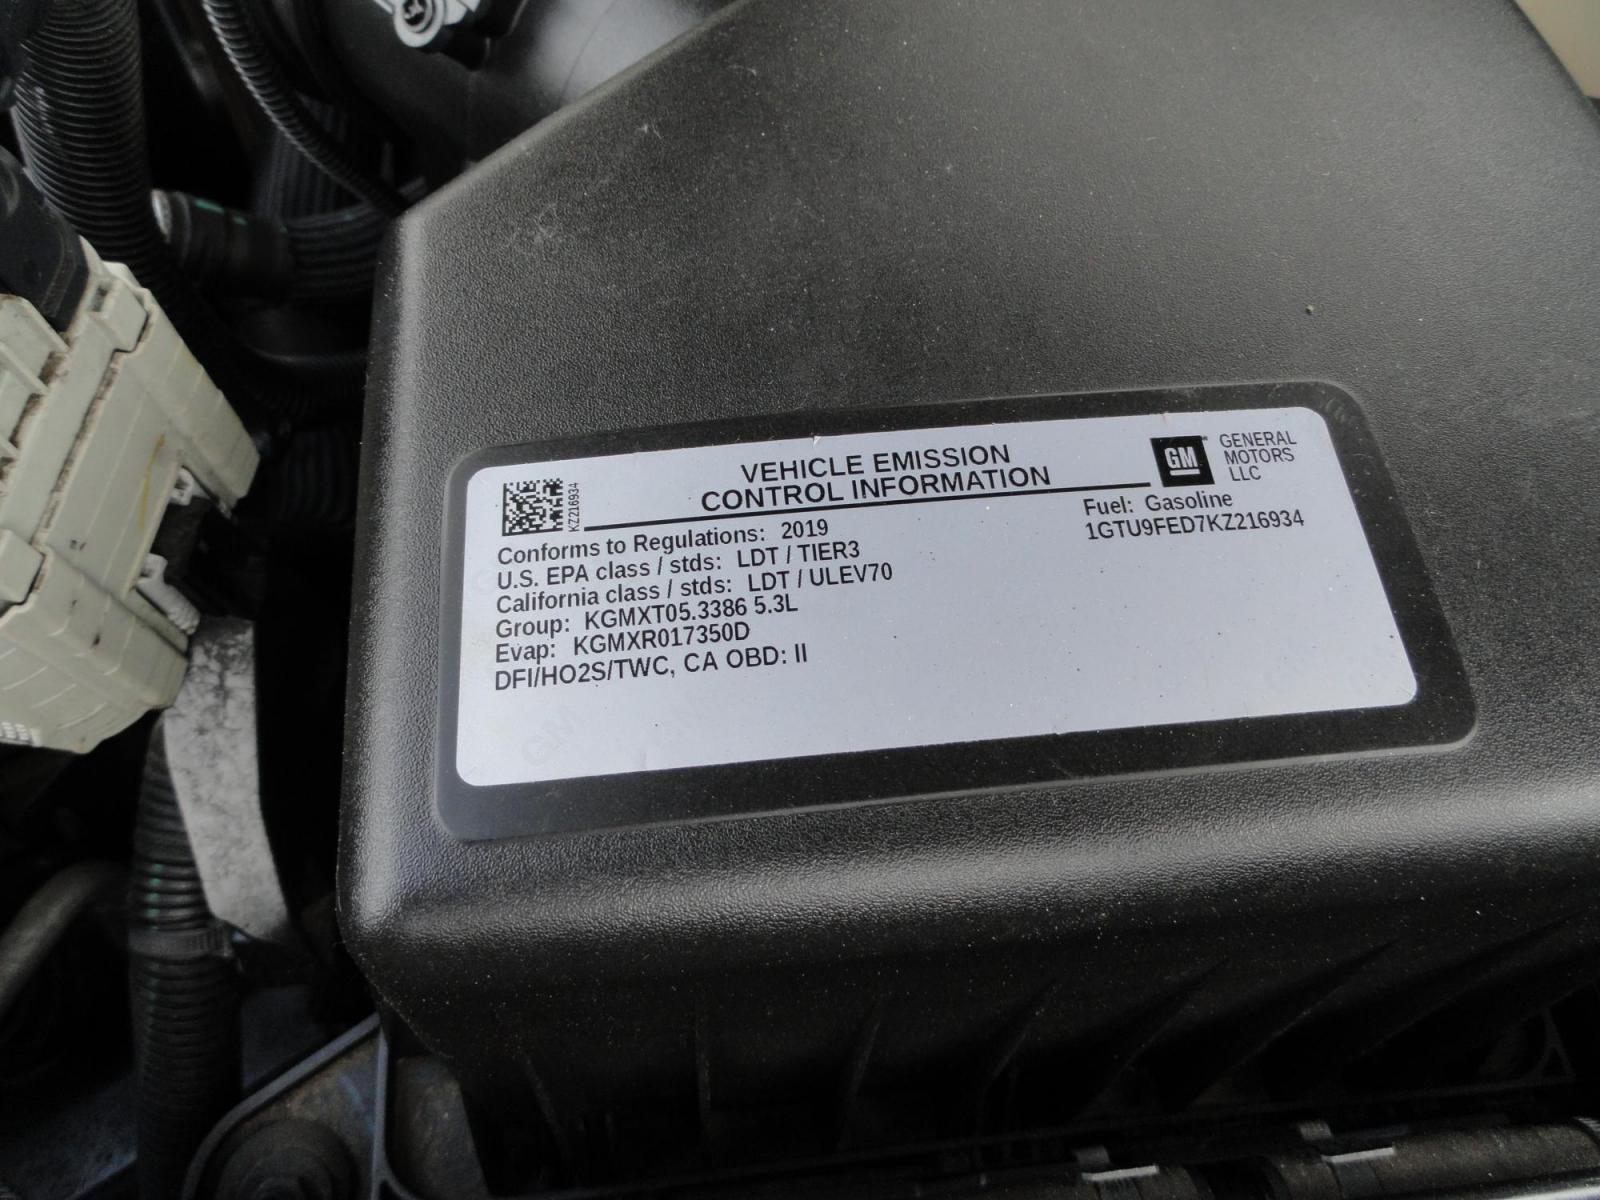 VEHICLE EMISSION
CONTROL INFORMATION
GM
GENERAL
MOTORS
LLC
KZ216934
Fuel: Gasoline
1GTU9FED7KZ216934
Conforms to Regulations: 2019
U.S. EPA class / stds: LDT / TIER3
California class / stds: LDT / ULEV70
Group: KGMXT05.3386 5.3L
Evap: KGMXR017350D
DFI/HO2S/TWC, CA OBD: II